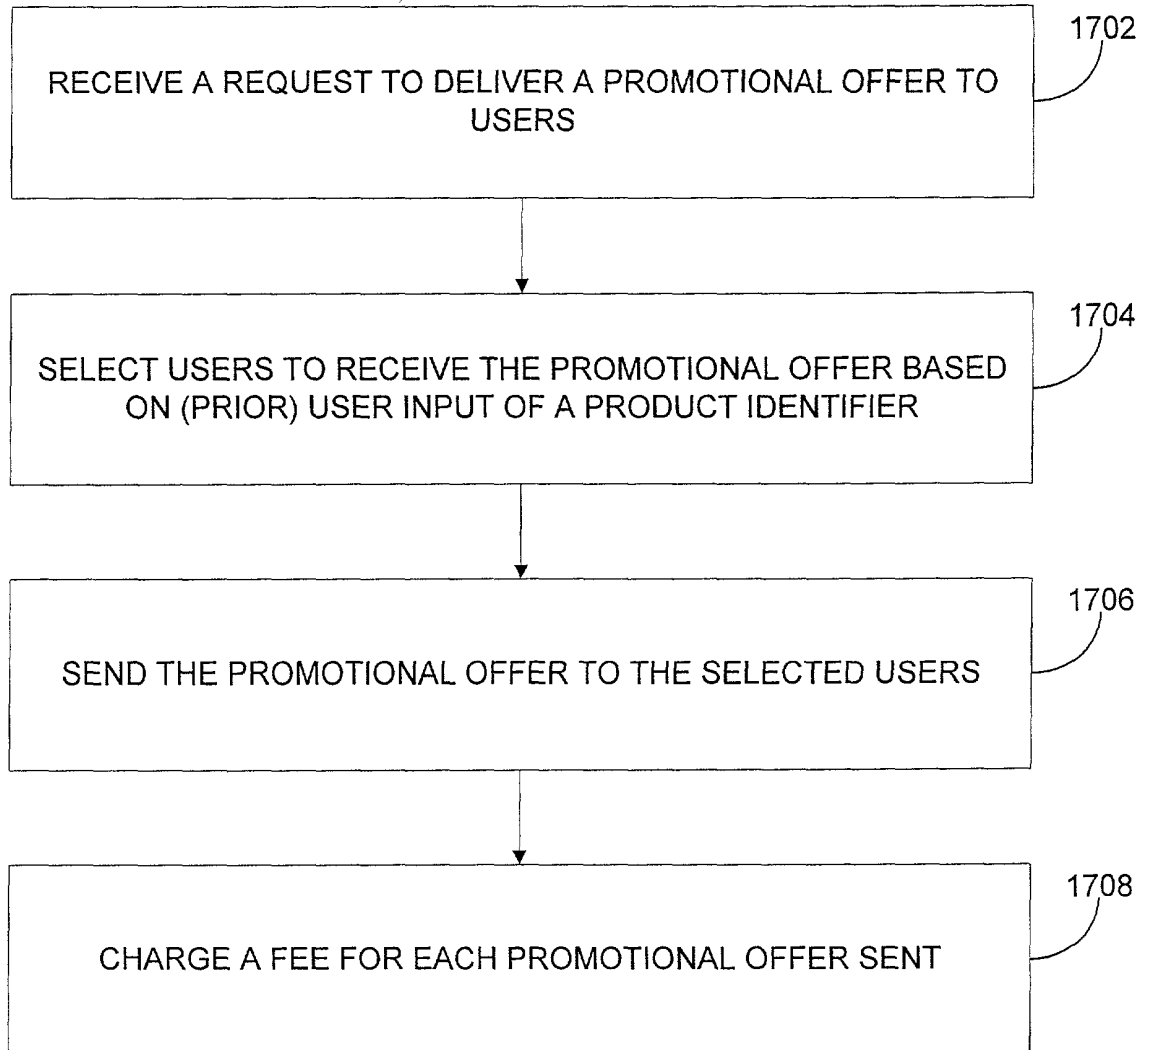 1702
RECEIVE A REQUEST TO DELIVER A PROMOTIONAL OFFER TO
USERS
1704
SELECT USERS TO RECEIVE THE PROMOTIONAL OFFER BASED
ON (PRIOR) USER INPUT OF A PRODUCT IDENTIFIER
1706
SEND THE PROMOTIONAL OFFER TO THE SELECTED USERS
1708
CHARGE A FEE FOR EACH PROMOTIONAL OFFER SENT